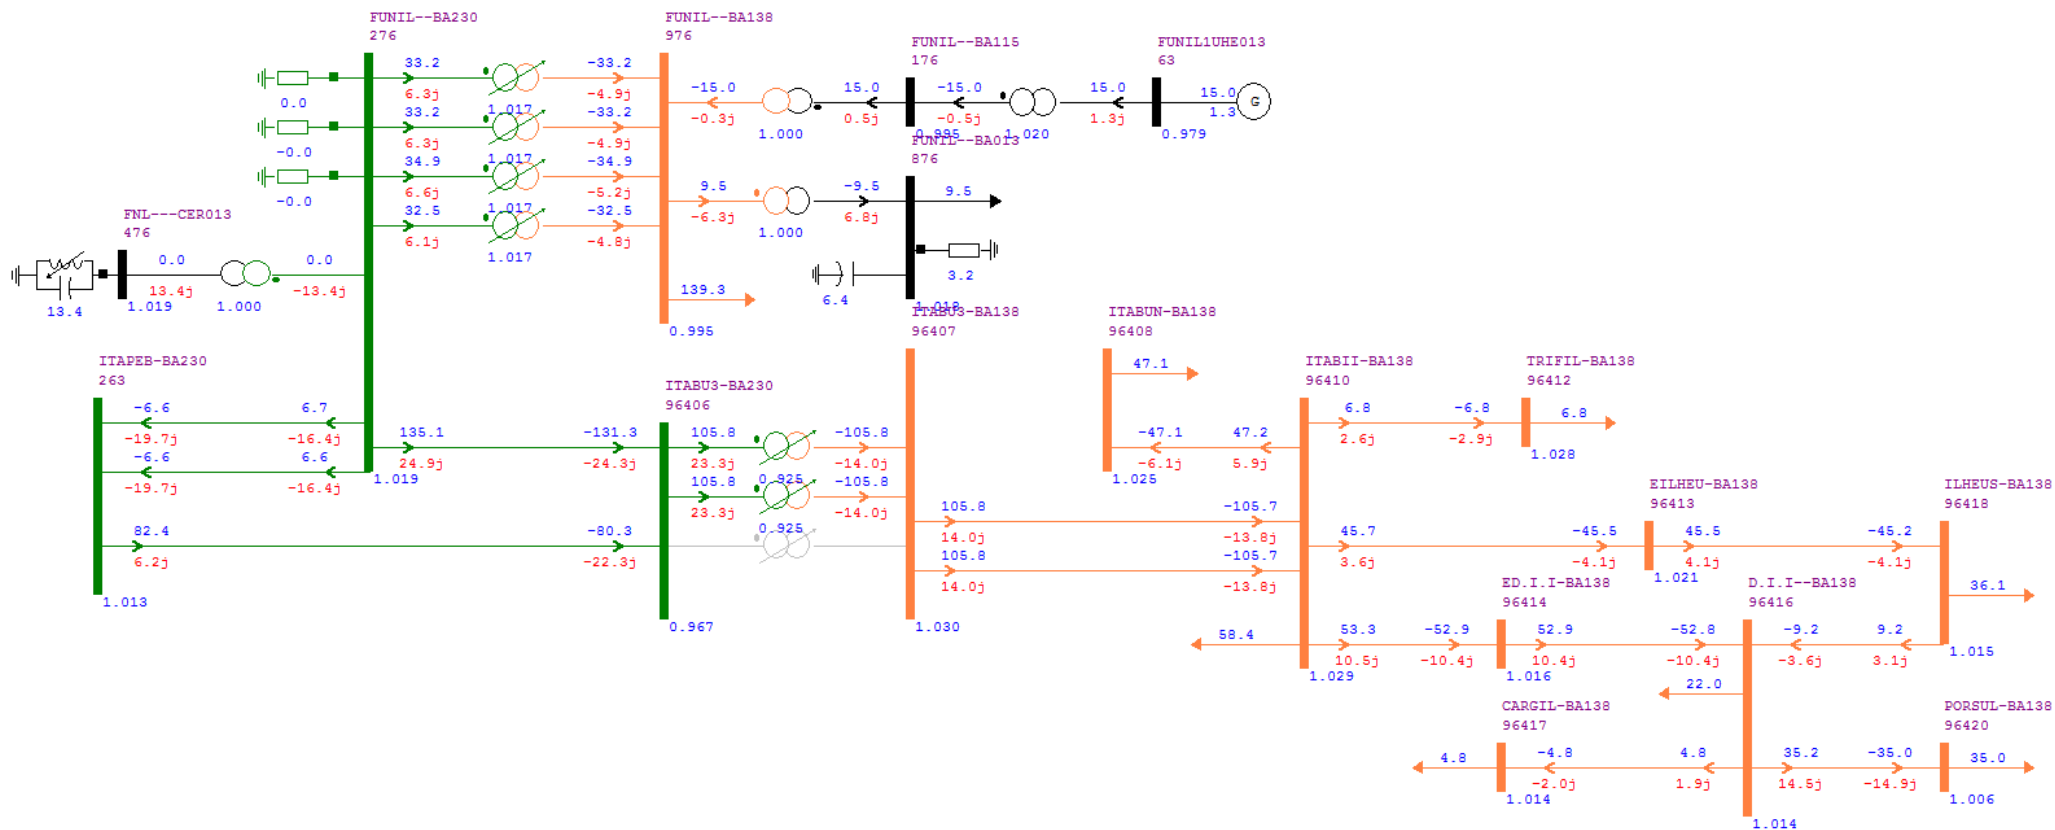 FUNIL--BA230
276
FUNIL--BA138
976
FUNIL--BA115
176
FUNIL1UHE013
63
33.2
-33.2
6.3j
-4.9j
0.0
1.017
-15.0
-0.3j
1.000
15.0
0.5j
-15.0
-0.5j
0.995
1.020
15.0
1.3j
0.979
15.0
1.3
G
33.2
-33.2
6.3j
-4.9j
-0.0
1.017
FUNIL--BA013
876
34.9
-34.9
6.6j
-5.2j
-0.0
1.017
9.5
-6.3j
1.000
-9.5
6.8j
9.5
32.5
-32.5
6.1j
-4.8j
1.017
FNL---CER013
476
0.0
0.0
13.4j
-13.4j
13.4
1.019
1.000
139.3
0.995
6.4
3.2
1.018
ITABU3-BA138
96407
ITABUN-BA138
96408
ITAPEB-BA230
263
ITABU3-BA230
96406
ITABII-BA138
96410
TRIFIL-BA138
96412
47.1
-6.6
6.7
-19.7j
-16.4j
-6.6
6.6
-19.7j
-16.4j
135.1
-131.3
24.9j
-24.3j
1.019
105.8
-105.8
23.3j
-14.0j
0.925
105.8
-105.8
23.3j
-14.0j
0.925
-47.1
47.2
-6.1j
5.9j
1.025
6.8
-6.8
6.8
2.6j
-2.9j
1.028
EILHEU-BA138
96413
ILHEUS-BA138
96418
82.4
-80.3
6.2j
-22.3j
1.013
0.967
105.8
-105.7
14.0j
-13.8j
105.8
-105.7
14.0j
-13.8j
1.030
45.7
-45.5
45.5
-45.2
3.6j
-4.1j
4.1j
-4.1j
1.021
36.1
ED.I.I-BA138
96414
D.I.I--BA138
96416
58.4
53.3
-52.9
52.9
-52.8
-9.2
9.2
10.5j
-10.4j
10.4j
-10.4j
-3.6j
3.1j
1.015
1.029
1.016
22.0
CARGIL-BA138
96417
PORSUL-BA138
96420
4.8
-4.8
4.8
35.2
-35.0
35.0
-2.0j
1.9j
14.5j
-14.9j
1.014
1.006
1.014